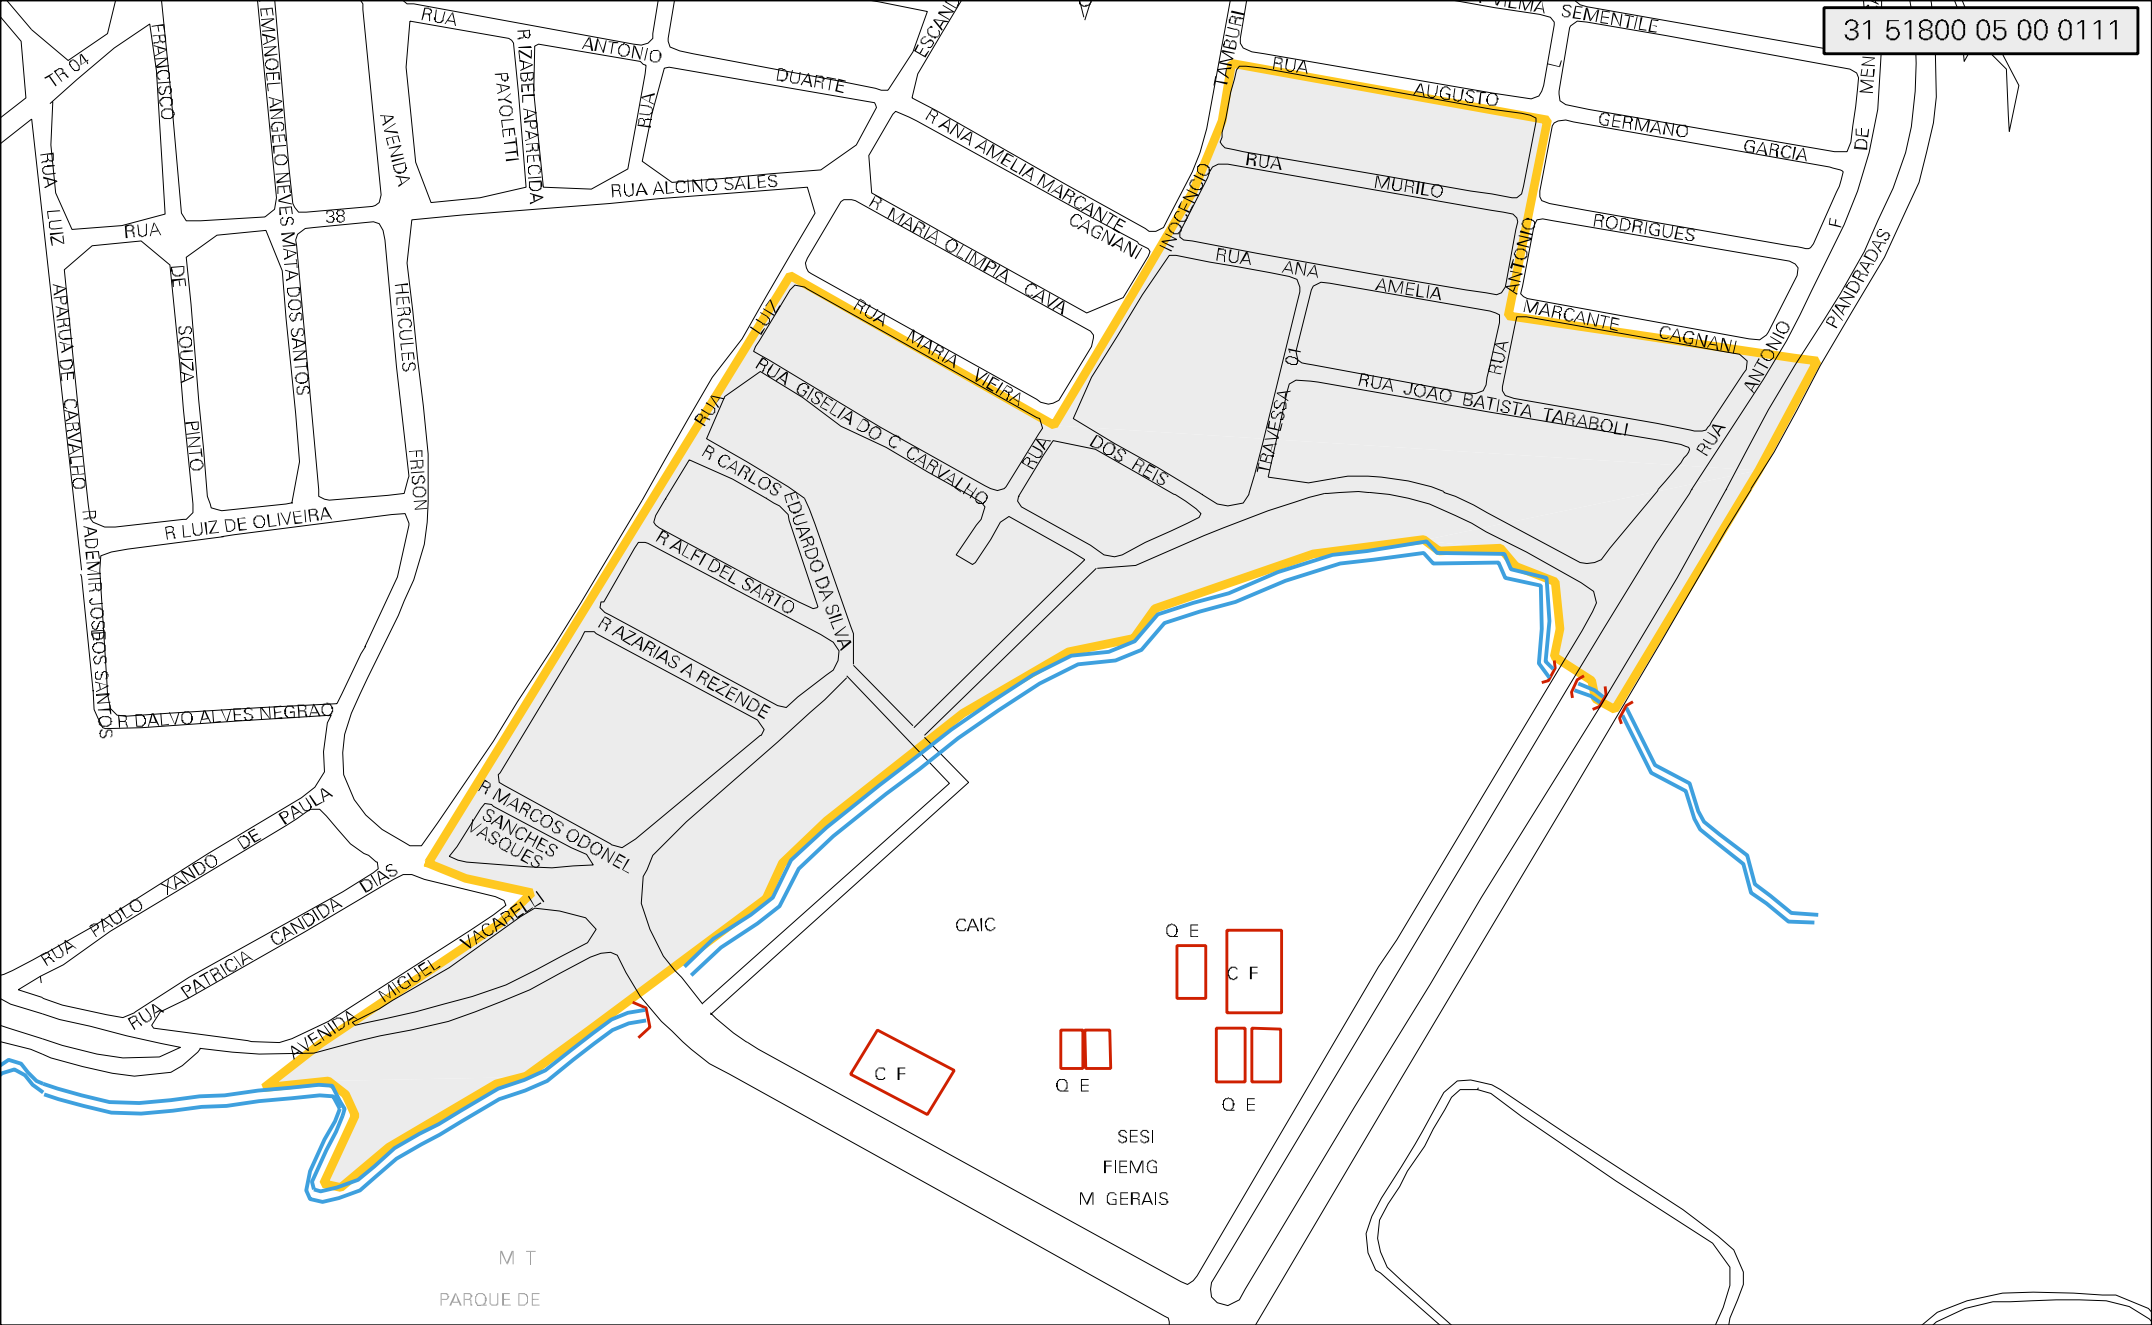 31 51800 05 00 0111
VILMA SEMENTILE
RUA ANTONIO DUARTE
TR 04
FRANCISCO DE SOUZA PINTO
EMANOEL ANGELO NEVES MATA DOS SANTOS
AVENIDA HERCULES FRISON
R IZABEL APARECIDA
PAYOLETTI
RUA
TAMBURI
RUA AUGUSTO GERMANO GARCIA
R ANA AMELIA MARCANTE
CAGNANI
RUA ALCINO SALES
RUA 38
RUA LUIZ
RUA MURILO RODRIGUES
R MARIA OLIMPIA CAVA
INOCENCIO
ANTONIO
RUA
RUA ANA AMELIA MARCANTE CAGNANI
P/ANDRADAS
RUA ANTONIO F DE
RUA LUIZ
RUA MARIA VIEIRA
APARUA DE CARVALHO
RUA GISELIA DO C CARVALHO
RUA
DOS REIS
TRAVESSA 01
RUA JOAO BATISTA TARABOLI
R CARLOS EDUARDO DA SILVA
R LUIZ DE OLIVEIRA
R ALFI DEL SARTO
R AZARIAS A REZENDE
R ADEMIR JOSE
DOS SANTOS
R DALVO ALVES NEGRAO
R MARCOS ODONEL
SANCHES
VASQUES
RUA PAULO XANDO DE PAULA
RUA PATRICIA CANDIDA DIAS
AVENIDA MIGUEL VACARELLI
CAIC
Q E
C F
C F
Q E
Q E
SESI
FIEMG
M GERAIS
M T
PARQUE DE